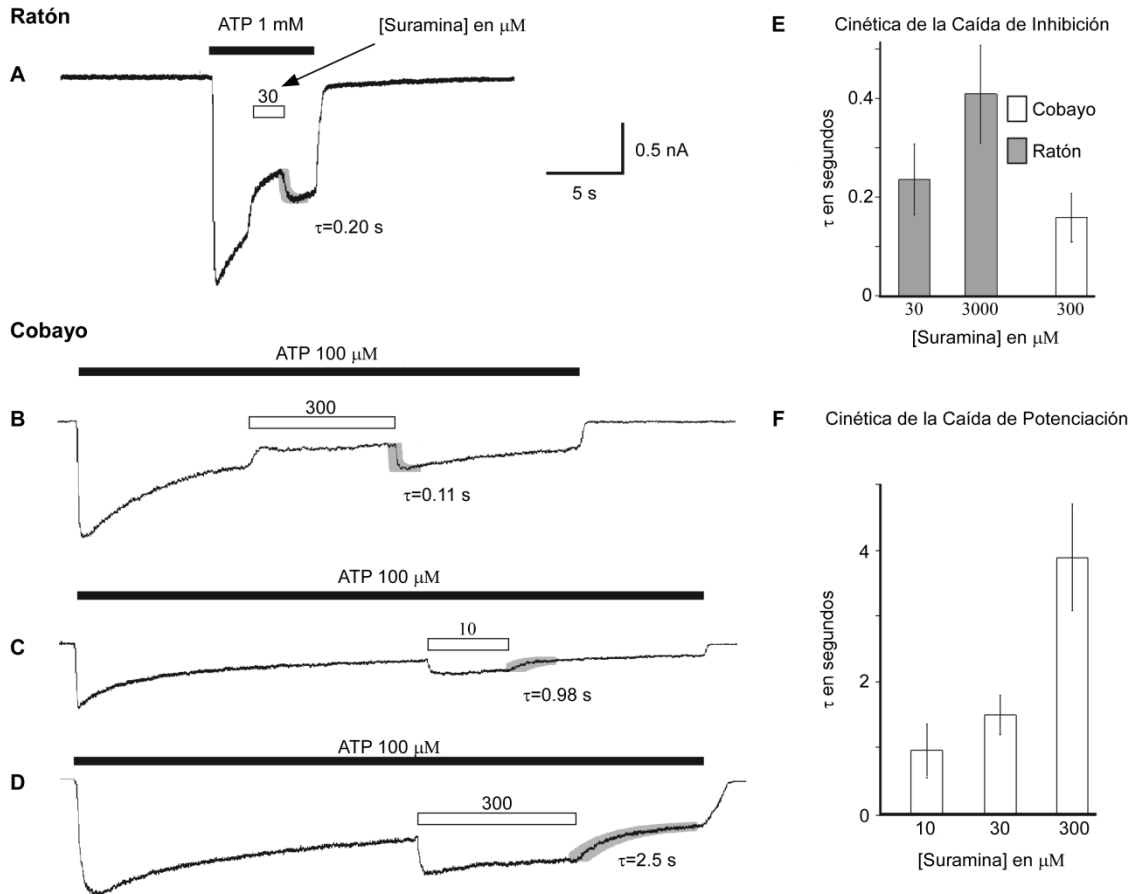 Ratón
ATP 1 mM
[Suramina] en μM
A
30
0.5 nA
5 s
τ=0.20 s
Cobayo
ATP 100 μM
B
300
τ=0.11 s
ATP 100 μM
C
10
τ=0.98 s
ATP 100 μM
D
300
τ=2.5 s
E
Cinética de la Caída de Inhibición
τ en segundos
0.4
0.2
0
Cobayo
Ratón
30
3000
300
[Suramina] en μM
F
Cinética de la Caída de Potenciación
τ en segundos
4
2
0
10
30
300
[Suramina] en μM